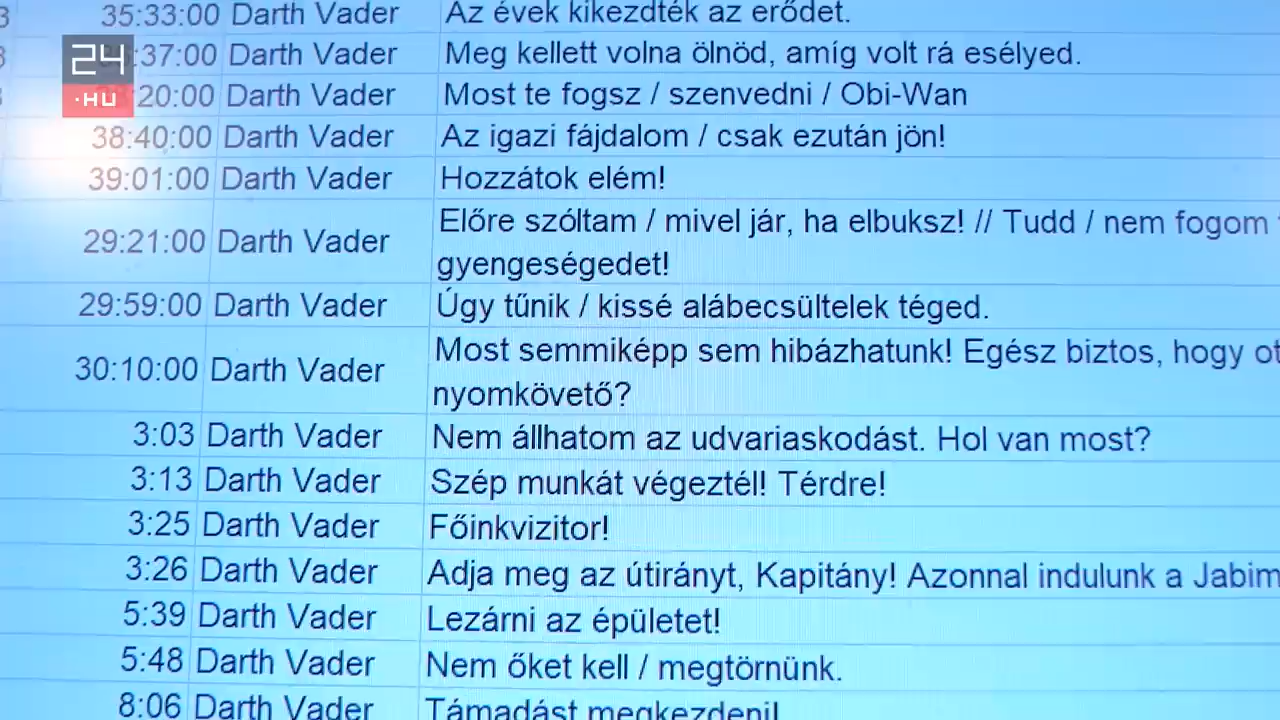 3 35:33:00 Darth Vader Az évek kikezdték az erődet.
:37:00 Darth Vader Meg kellett volna ölnöd, amíg volt rá esélyed.
24
.HU
:20:00 Darth Vader Most te fogsz / szenvedni / Obi-Wan
38:40:00 Darth Vader Az igazi fájdalom / csak ezután jön!
39:01:00 Darth Vader Hozzátok elém!
29:21:00 Darth Vader Előre szóltam / mivel jár, ha elbuksz! // Tudd / nem fogom
gyengeségedet!
29:59:00 Darth Vader Úgy tűnik / kissé alábecsültelek téged.
30:10:00 Darth Vader Most semmiképp sem hibázhatunk! Egész biztos, hogy ot
nyomkövető?
3:03 Darth Vader Nem állhatom az udvariaskodást. Hol van most?
3:13 Darth Vader Szép munkát végeztél! Térdre!
3:25 Darth Vader Főinkvizitor!
3:26 Darth Vader Adja meg az útirányt, Kapitány! Azonnal indulunk a Jabim
5:39 Darth Vader Lezárni az épületet!
5:48 Darth Vader Nem őket kell / megtörnünk.
8:06 Darth Vader Támadást megkezdeni!